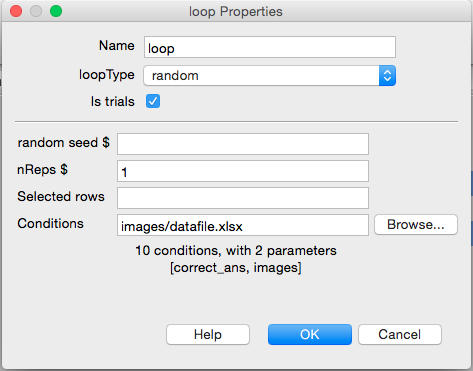 loop Properties
Name loop
loopType random
Is trials
random seed $
nReps $ 1
Selected rows
Conditions images/datafile.xlsx Browse...
10 conditions, with 2 parameters
[correct_ans, images]
Help OK Cancel